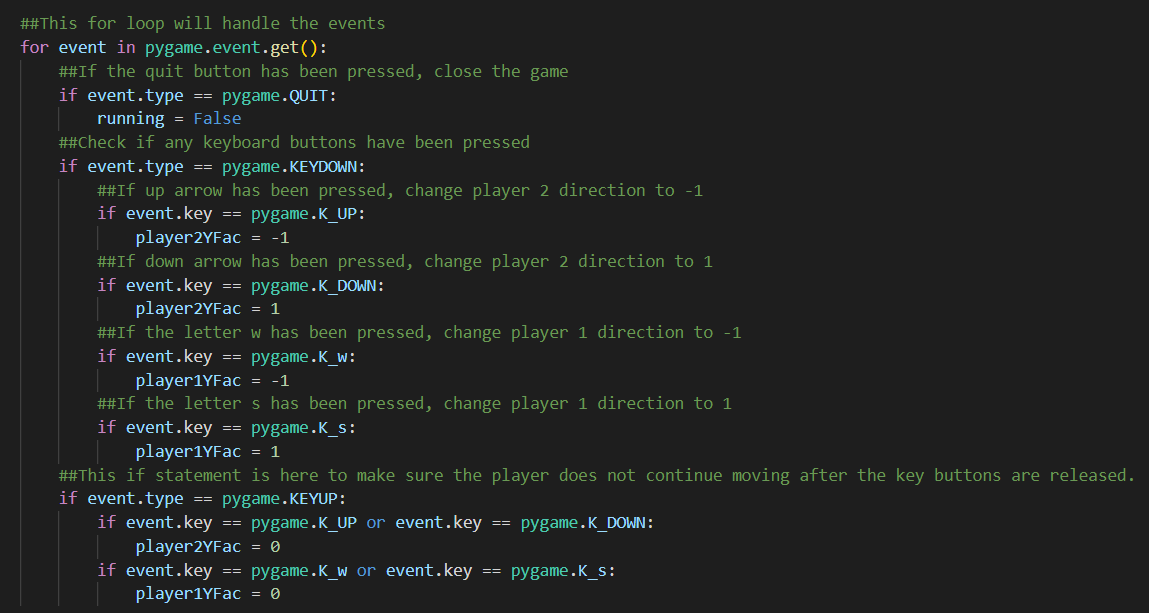 ##This for loop will handle the events
for event in pygame.event.get():
    ##If the quit button has been pressed, close the game
    if event.type == pygame.QUIT:
        running = False
    ##Check if any keyboard buttons have been pressed
    if event.type == pygame.KEYDOWN:
        ##If up arrow has been pressed, change player 2 direction to -1
        if event.key == pygame.K_UP:
            player2YFac = -1
        ##If down arrow has been pressed, change player 2 direction to 1
        if event.key == pygame.K_DOWN:
            player2YFac = 1
        ##If the letter w has been pressed, change player 1 direction to -1
        if event.key == pygame.K_w:
            player1YFac = -1
        ##If the letter s has been pressed, change player 1 direction to 1
        if event.key == pygame.K_s:
            player1YFac = 1
    ##This if statement is here to make sure the player does not continue moving after the key buttons are released.
    if event.type == pygame.KEYUP:
        if event.key == pygame.K_UP or event.key == pygame.K_DOWN:
            player2YFac = 0
        if event.key == pygame.K_w or event.key == pygame.K_s:
            player1YFac = 0